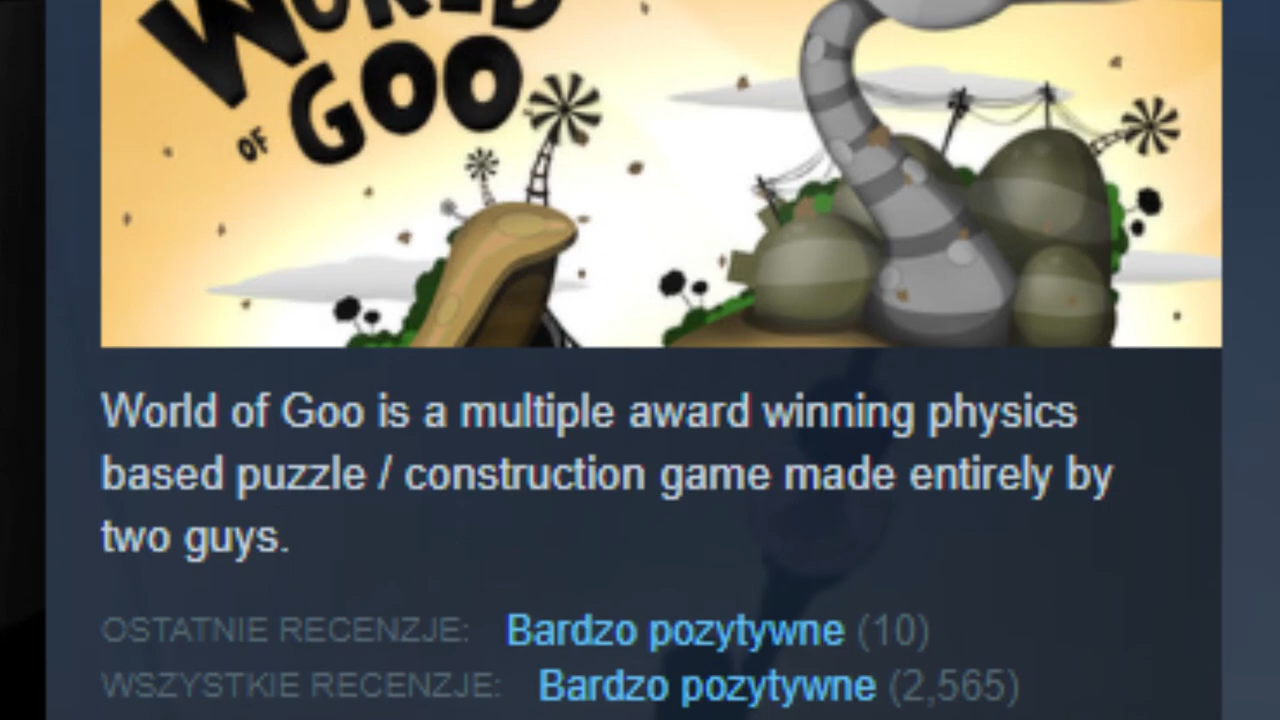 WORLD
OF GOO
World of Goo is a multiple award winning physics
based puzzle / construction game made entirely by
two guys.
OSTATNIE RECENZJE: Bardzo pozytywne (10)
WSZYSTKIE RECENZJE: Bardzo pozytywne (2,565)